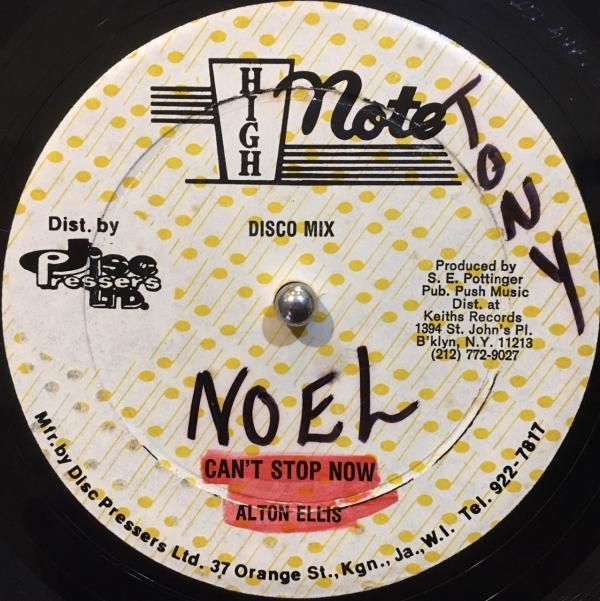 HIGH Note
TONY
Dist. by
Disc Pressers LTD.
DISCO MIX
Produced by
S. E. Pottinger
Pub. Push Music
Dist. at
Keiths Records
1394 St. John's Pl.
B'klyn, N.Y. 11213
(212) 772-9027
NOEL
CAN'T STOP NOW
ALTON ELLIS
Mfr. by Disc Pressers Ltd. 37 Orange St., Kgn., Ja., W.I. Tel. 922-7817